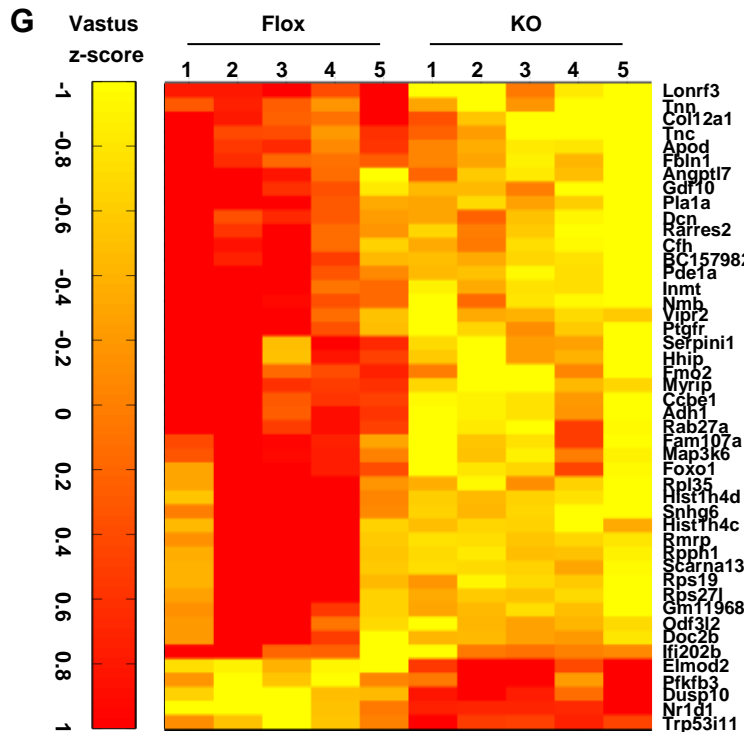 G
Vastus
z-score
Flox
KO
1 2 3 4 5 1 2 3 4 5
-1
-0.8
-0.6
-0.4
-0.2
0
0.2
0.4
0.6
0.8
1
Lonrf3
Tnn
Col12a1
Tnc
Apod
Fbln1
Angptl7
Gdf10
Pla1a
Dcn
Rarres2
Cfh
BC157982
Pde1a
Inmt
Nmb
Vipr2
Ptgfr
Serpini1
Hhip
Fmo2
Myrip
Ccbe1
Adh1
Rab27a
Fam107a
Map3k6
Foxo1
Rpl35
Hist1h4d
Snhg6
Hist1h4c
Rmrp
Rpph1
Scarna13
Rps19
Rps27l
Gm11968
Odf3l2
Doc2b
Ifi202b
Elmod2
Pfkfb3
Dusp10
Nr1d1
Trp53i11